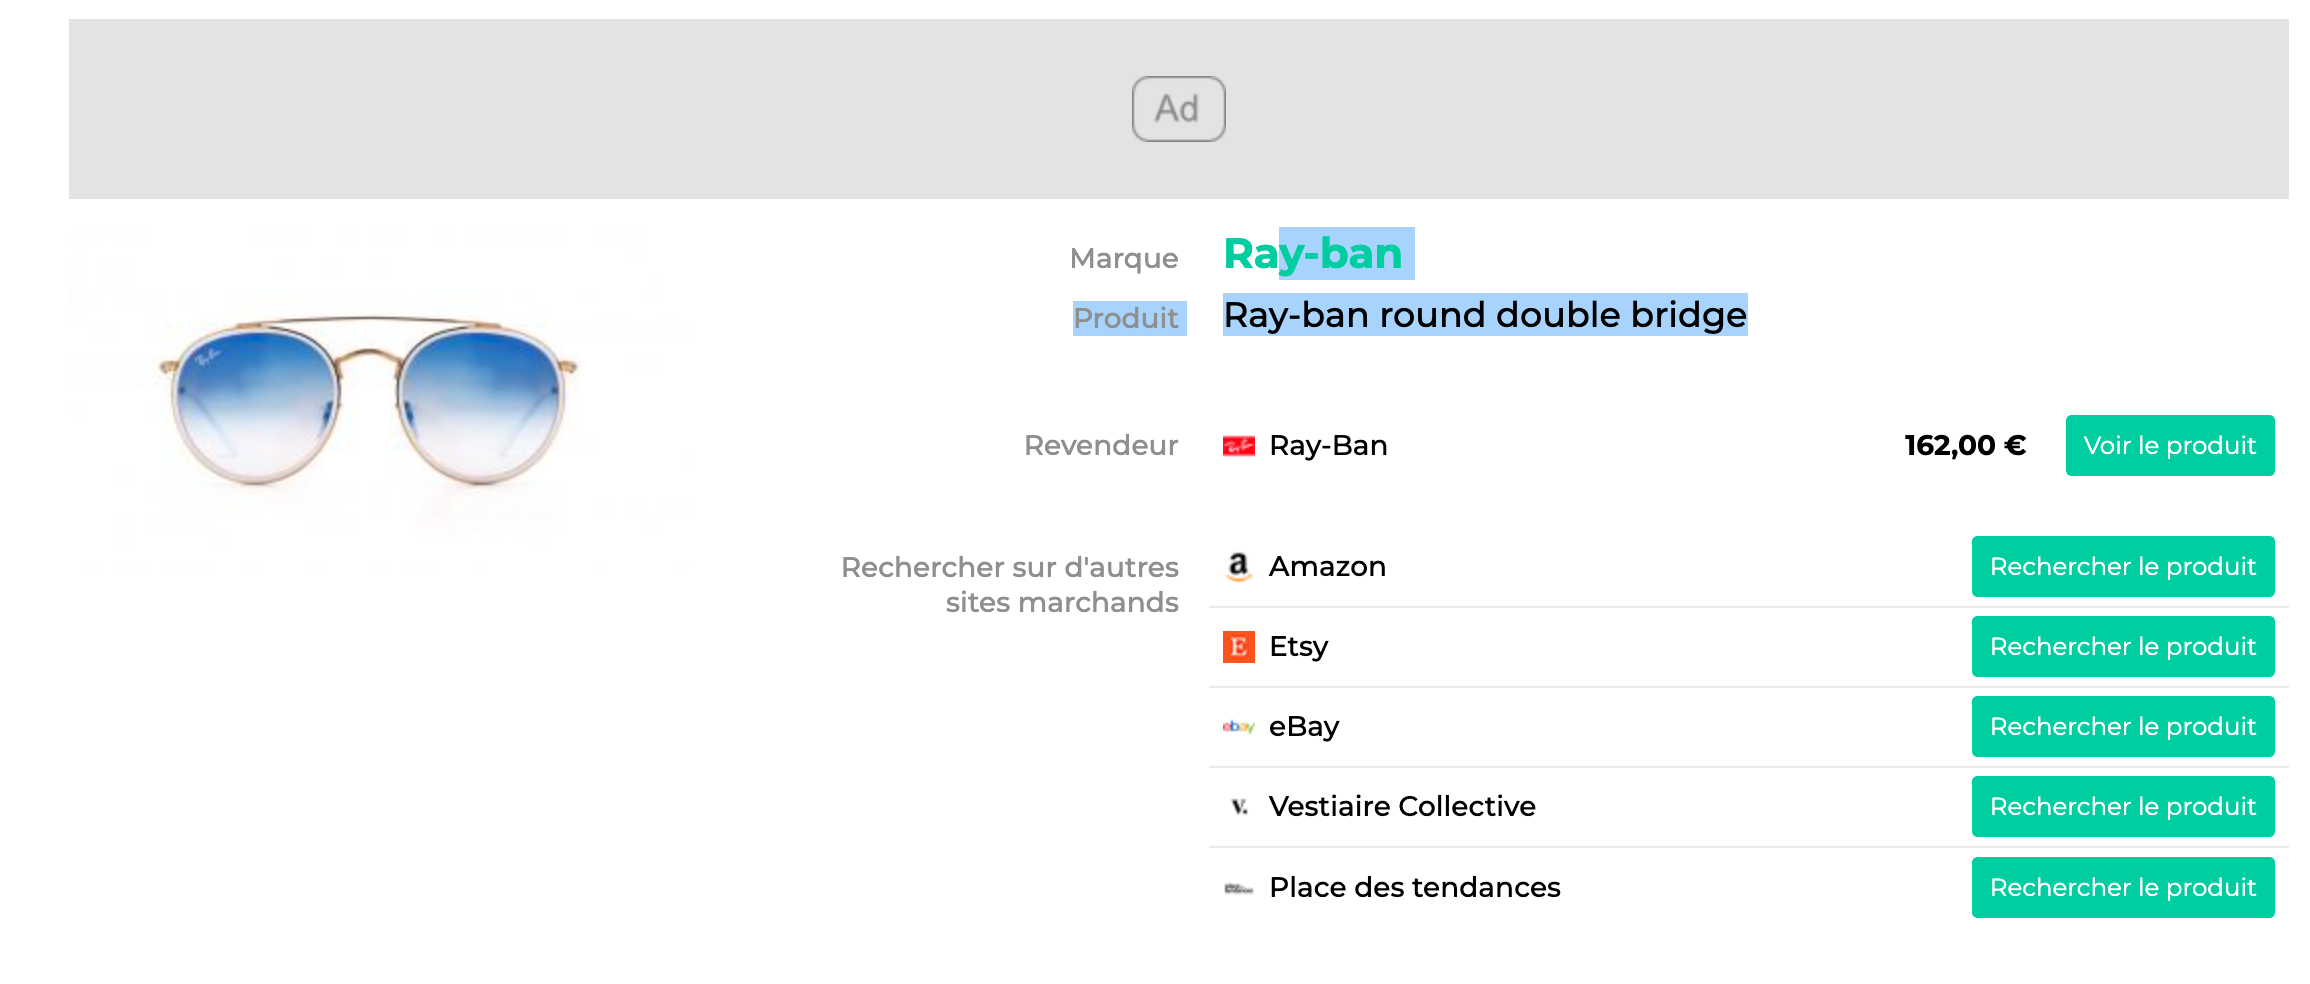 Ad
Marque
Ray-ban
Produit
Ray-ban round double bridge
Revendeur
Ray-Ban
162,00 €
Voir le produit
Rechercher sur d'autres
sites marchands
Amazon
Rechercher le produit
Etsy
Rechercher le produit
eBay
Rechercher le produit
Vestiaire Collective
Rechercher le produit
Place des tendances
Rechercher le produit